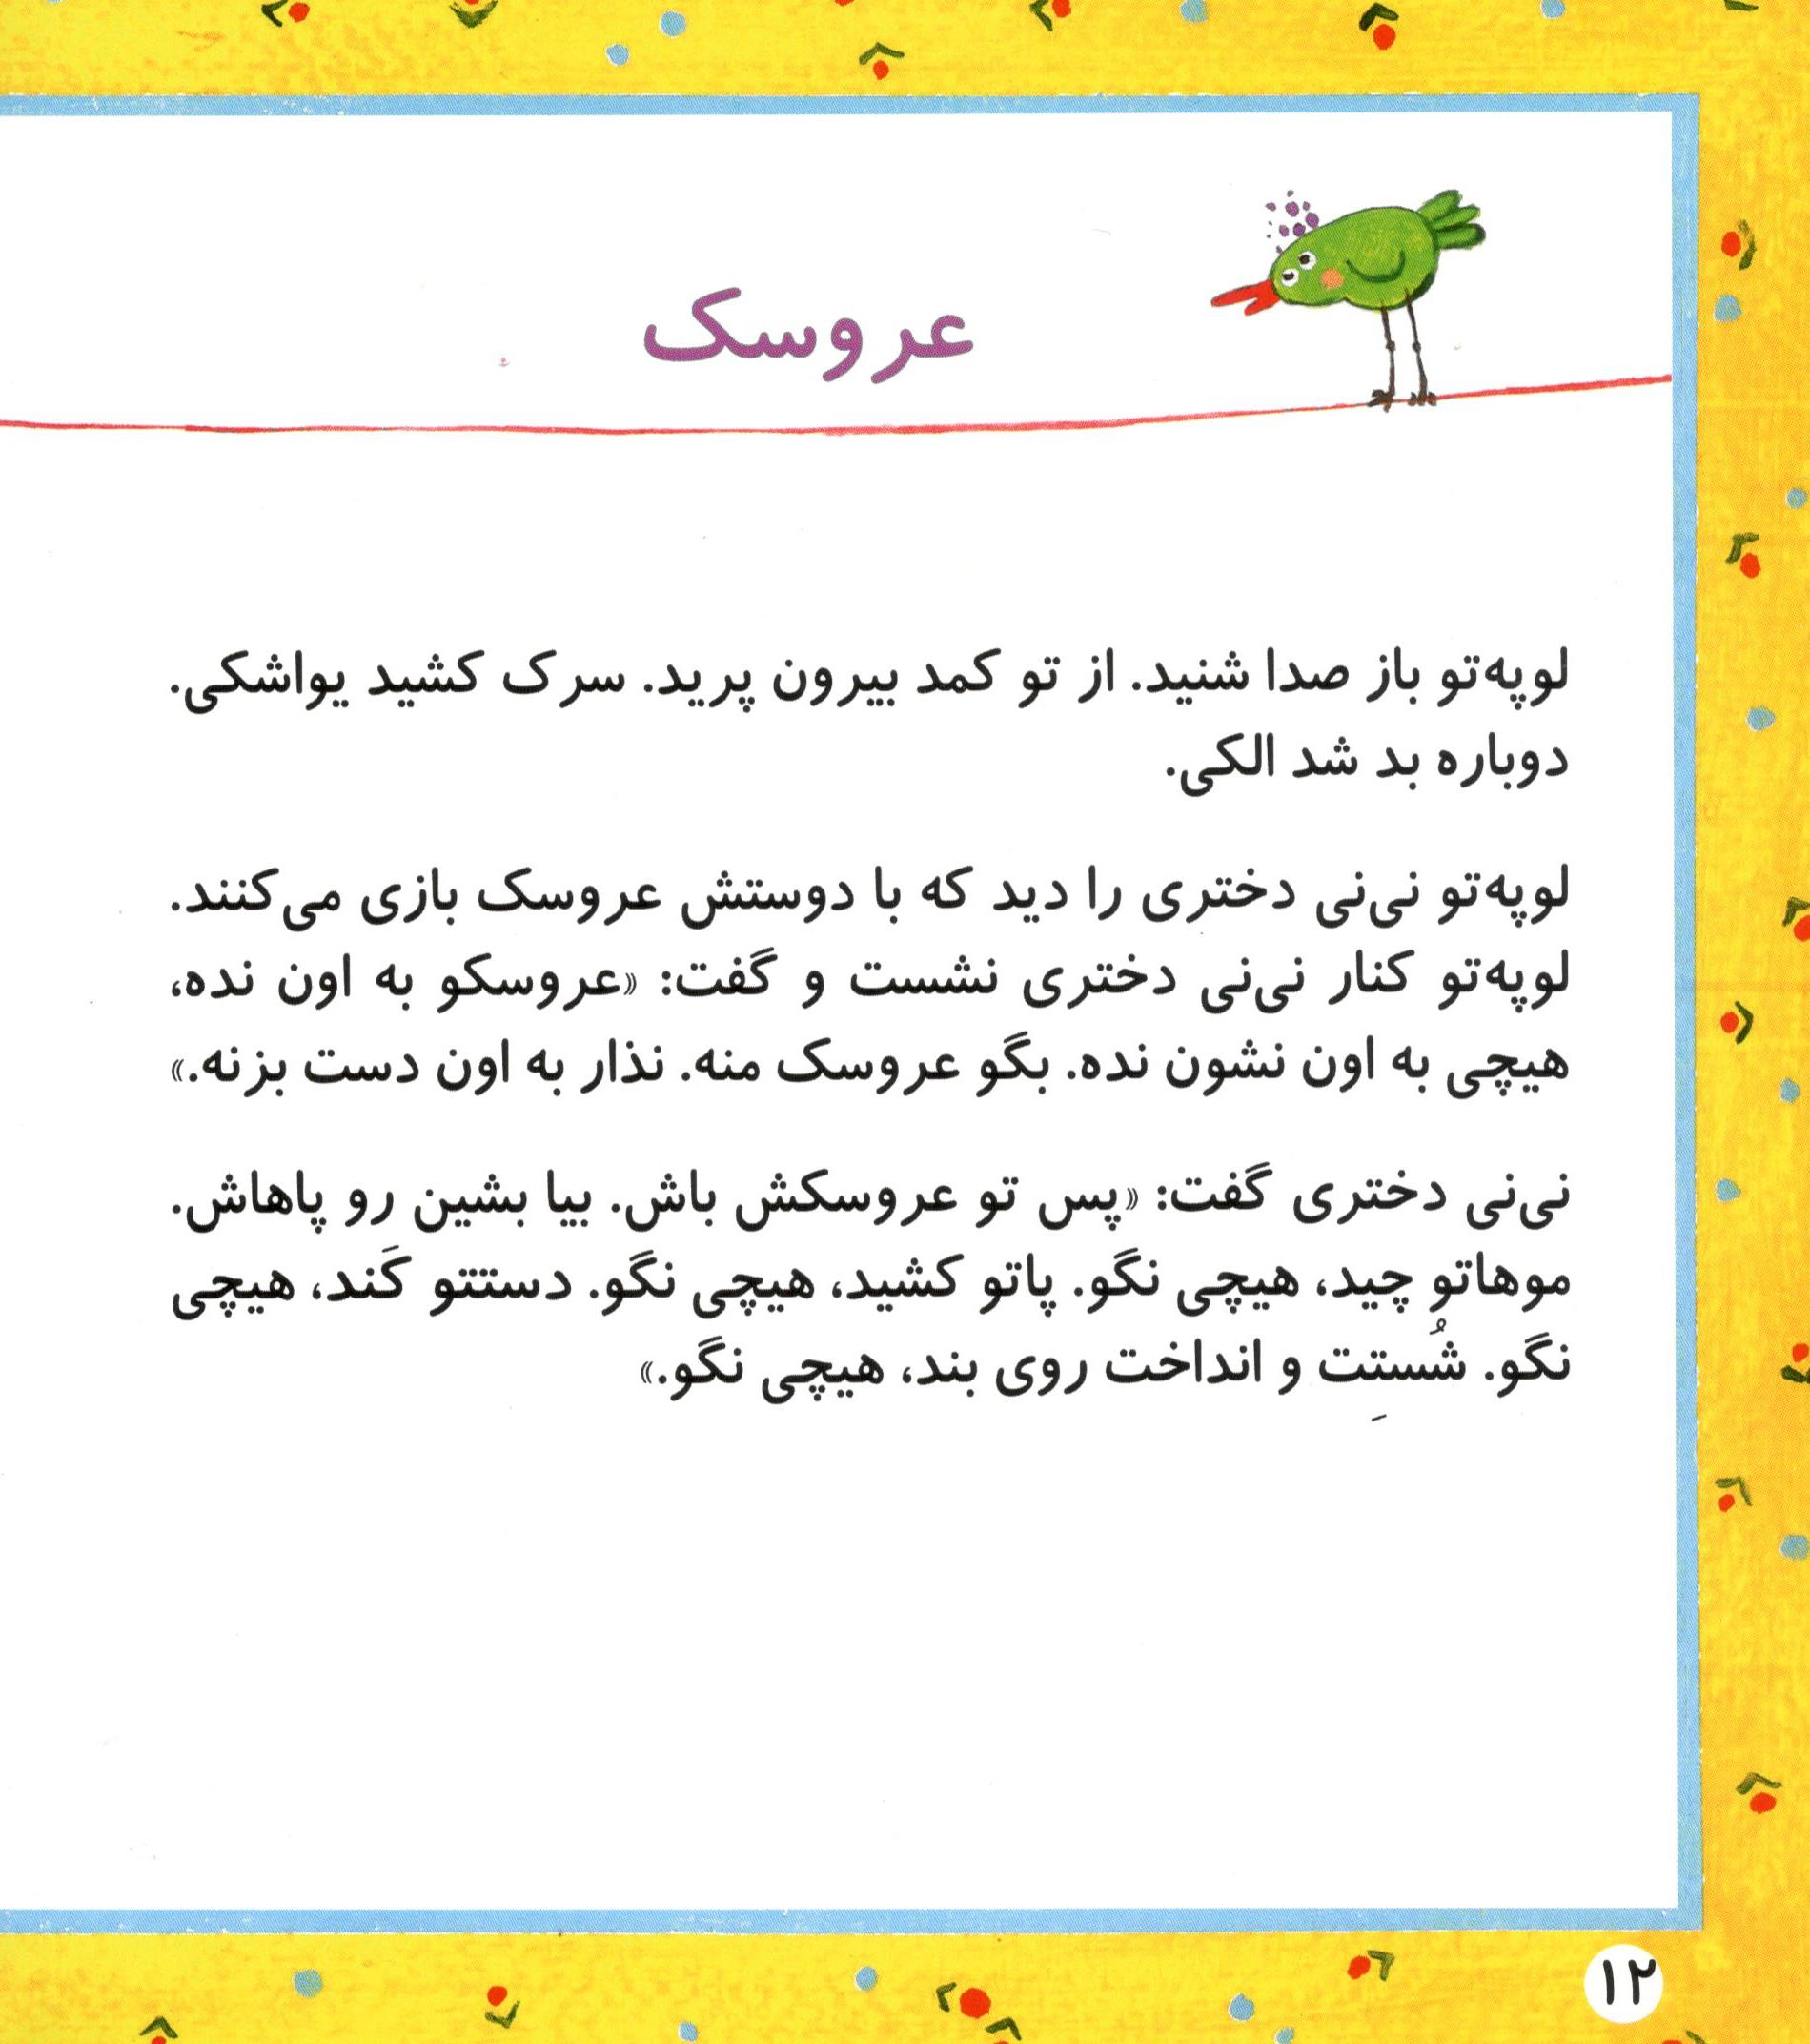 عروسک
لوپه‌تو باز صدا شنید. از تو کمد بیرون پرید. سرک کشید یواشکی.
دوباره بد شد الکی.
لوپه‌تو نی‌نی دختری را دید که با دوستش عروسک بازی می‌کنند.
لوپه‌تو کنار نی‌نی دختری نشست و گفت: «عروسکو به اون نده،
هیچی به اون نشون نده. بگو عروسک منه. نذار به اون دست بزنه.»
نی‌نی دختری گفت: «پس تو عروسکش باش. بیا بشین رو پاهاش.
موهاتو چید، هیچی نگو. پاتو کشید، هیچی نگو. دستتو کَند، هیچی
نگو. شُستِت و انداخت روی بند، هیچی نگو.»
۱۲